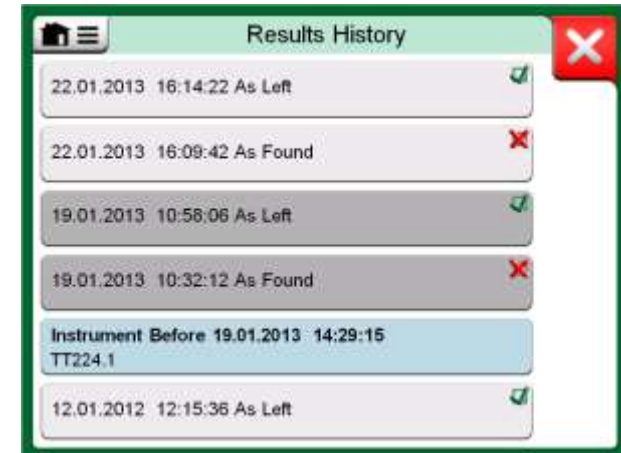 Results History
22.01.2013 16:14:22 As Left
22.01.2013 16:09:42 As Found
19.01.2013 10:58:06 As Left
19.01.2013 10:32:12 As Found
Instrument Before 19.01.2013 14:29:15
TT224.1
12.01.2012 12:15:36 As Left